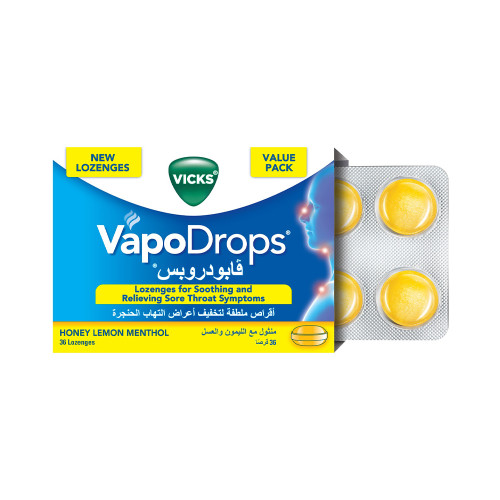 NEW
LOZENGES
VICKS®
VALUE
PACK
VapoDrops®
ڤابودروبس®
Lozenges for Soothing and
Relieving Sore Throat Symptoms
أقراص ملطفة لتخفيف أعراض التهاب الحنجرة
HONEY LEMON MENTHOL
36 Lozenges
منثول مع الليمون والعسل
36 قرصًا